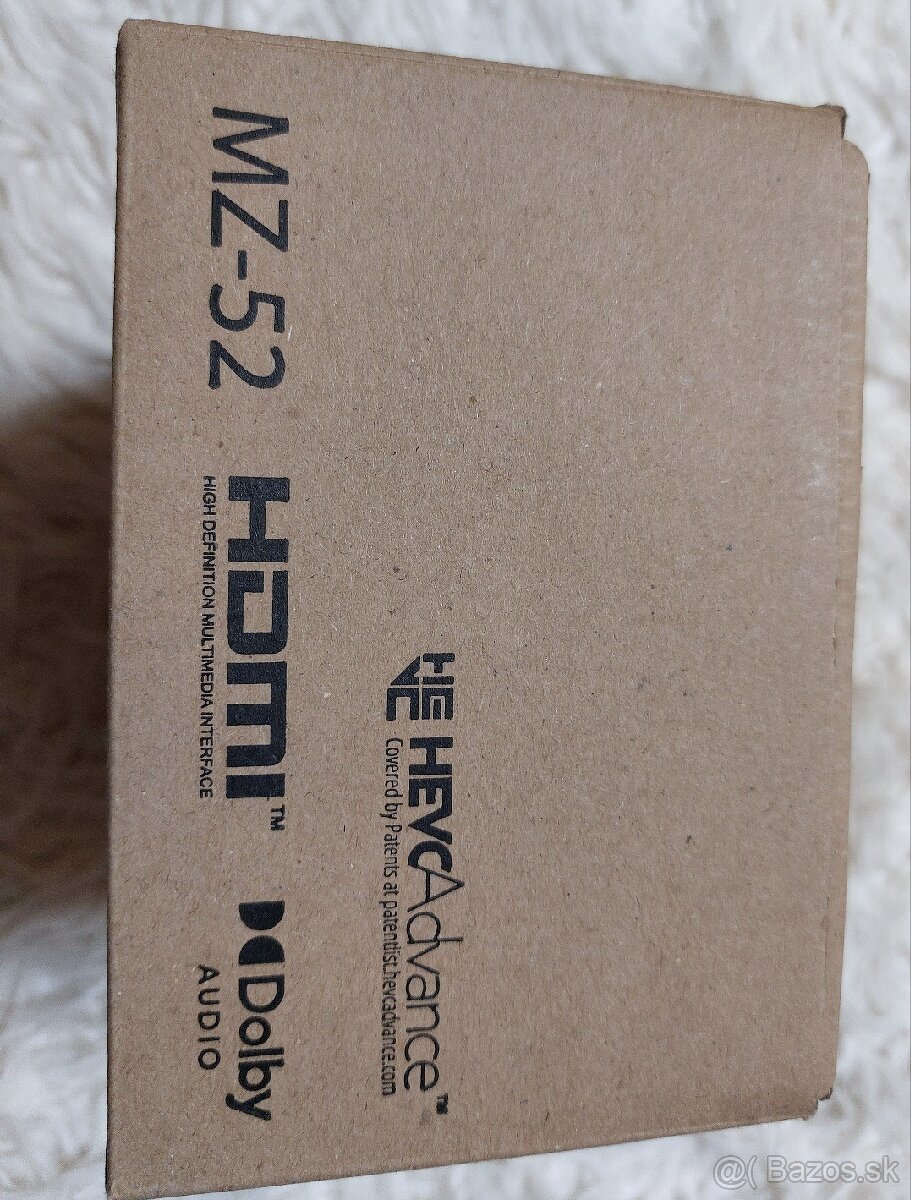 MZ-52
HDMI™
HIGH DEFINITION MULTIMEDIA INTERFACE
Dolby
AUDIO
HEVC HEVCAdvance™
Covered by Patents at patentlist.hevcadvance.com
@( Bazos.sk